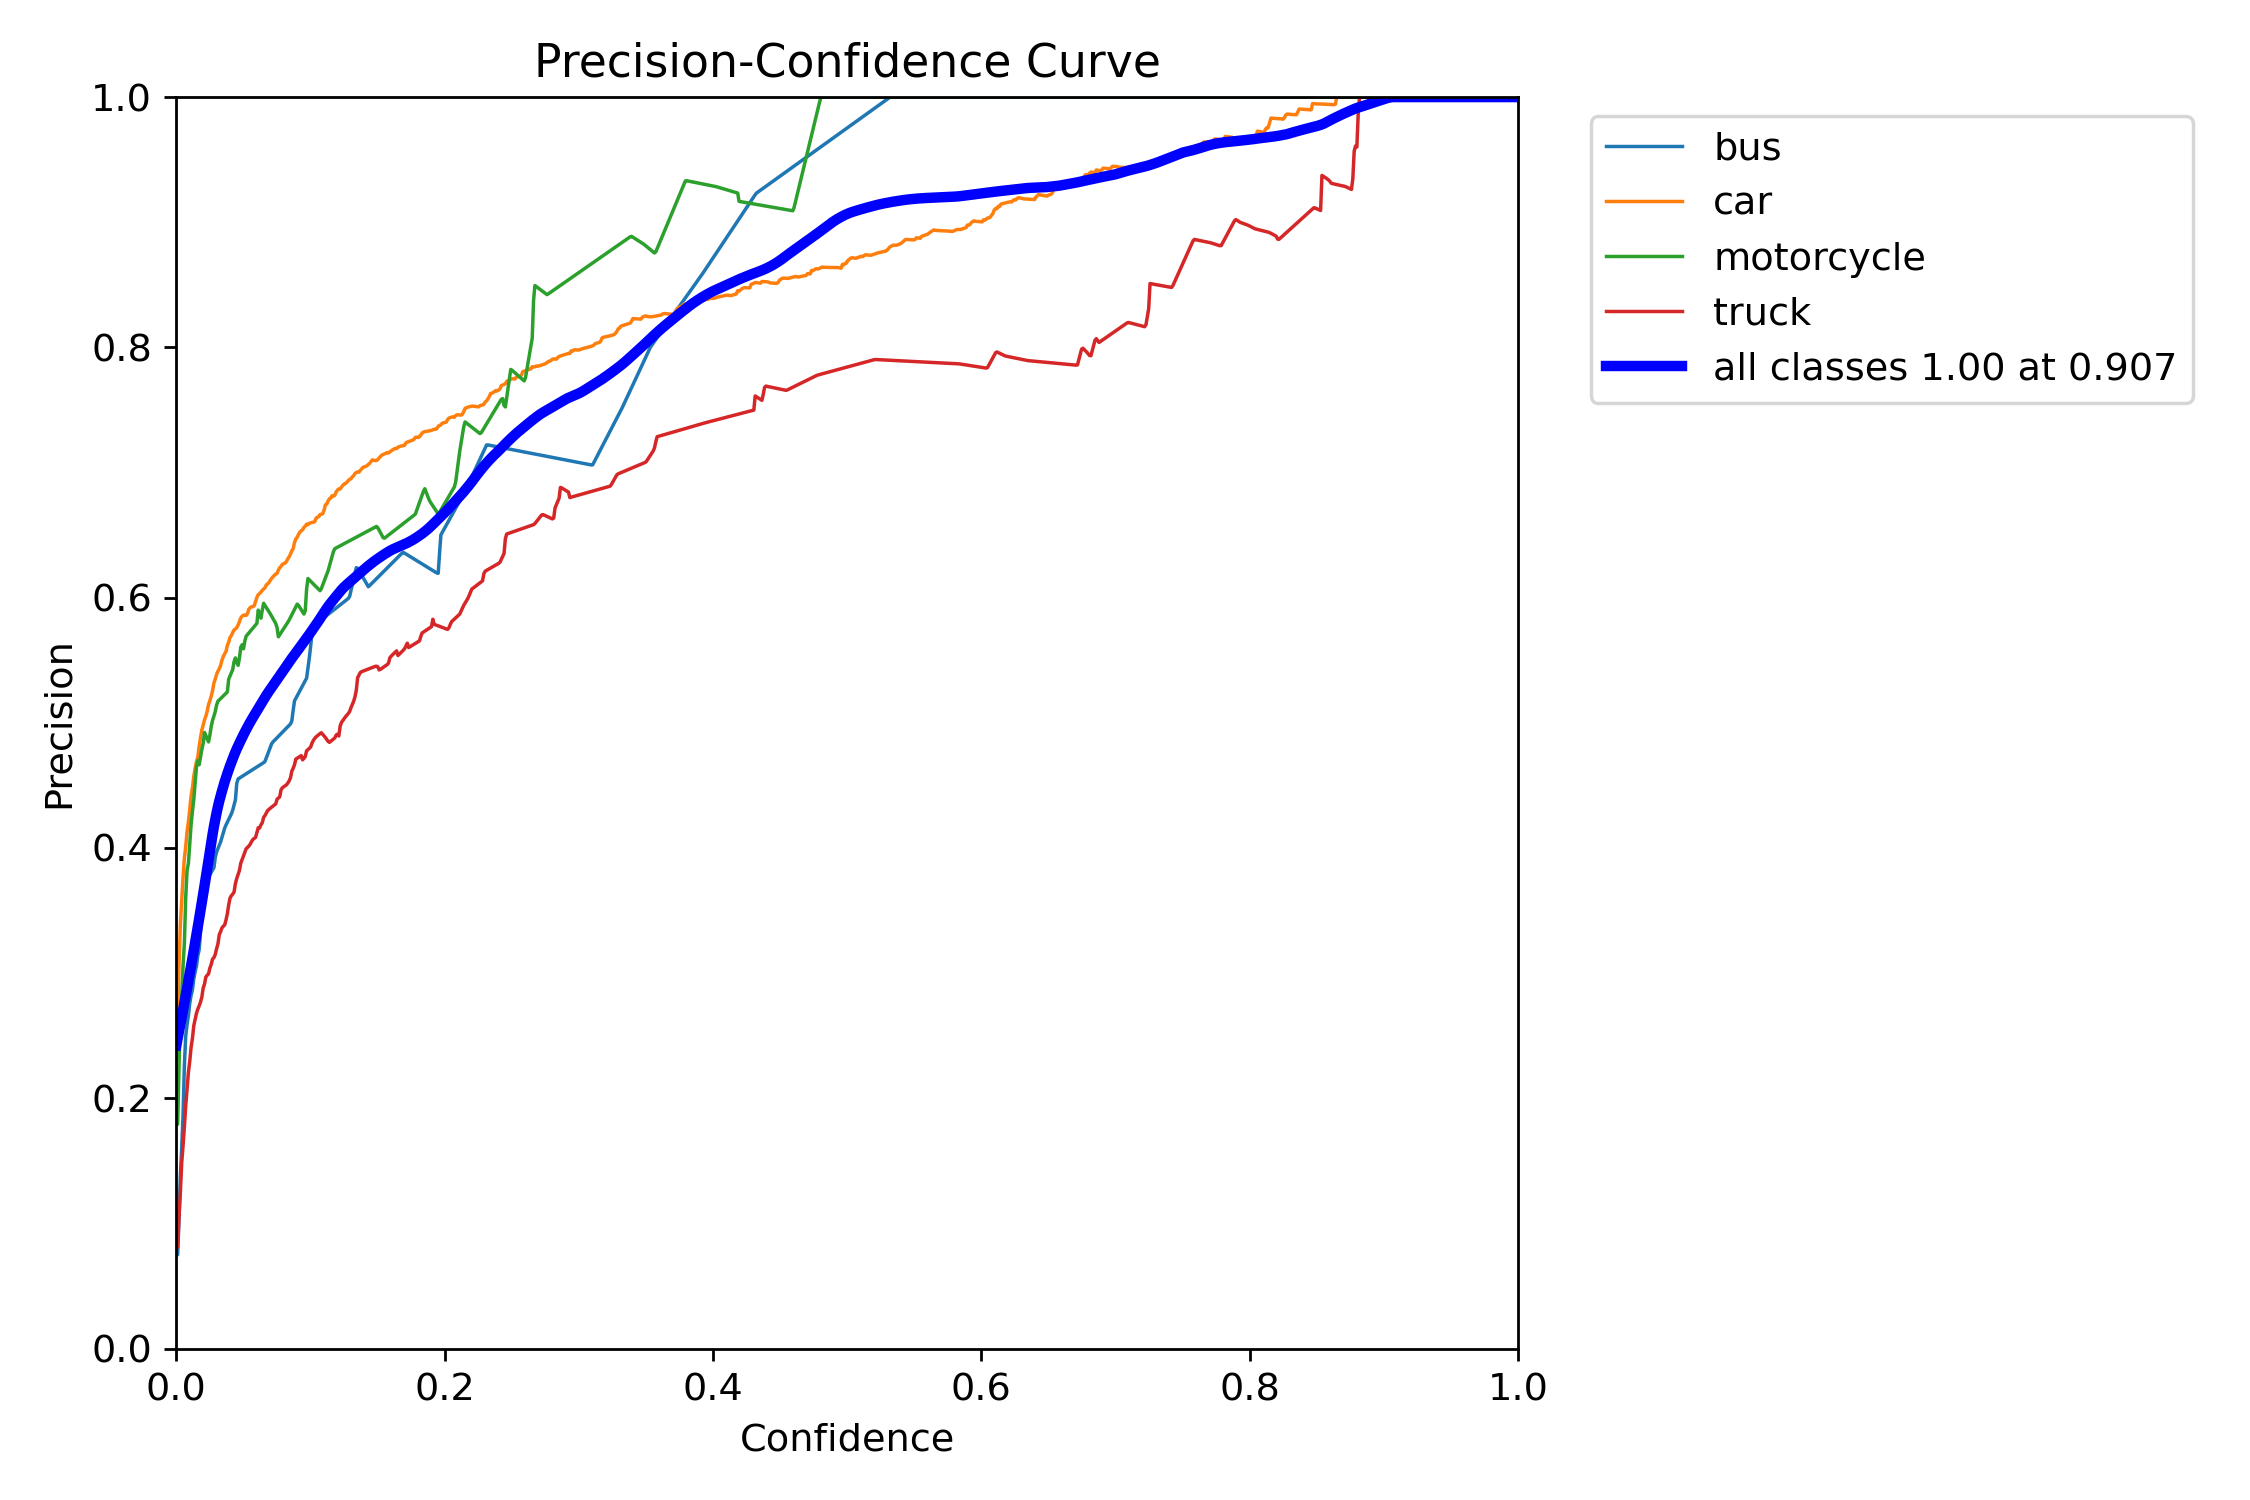 Precision-Confidence Curve
1.0
0.8
0.6
0.4
0.2
0.0
Precision
0.0 0.2 0.4 0.6 0.8 1.0
Confidence
bus
car
motorcycle
truck
all classes 1.00 at 0.907